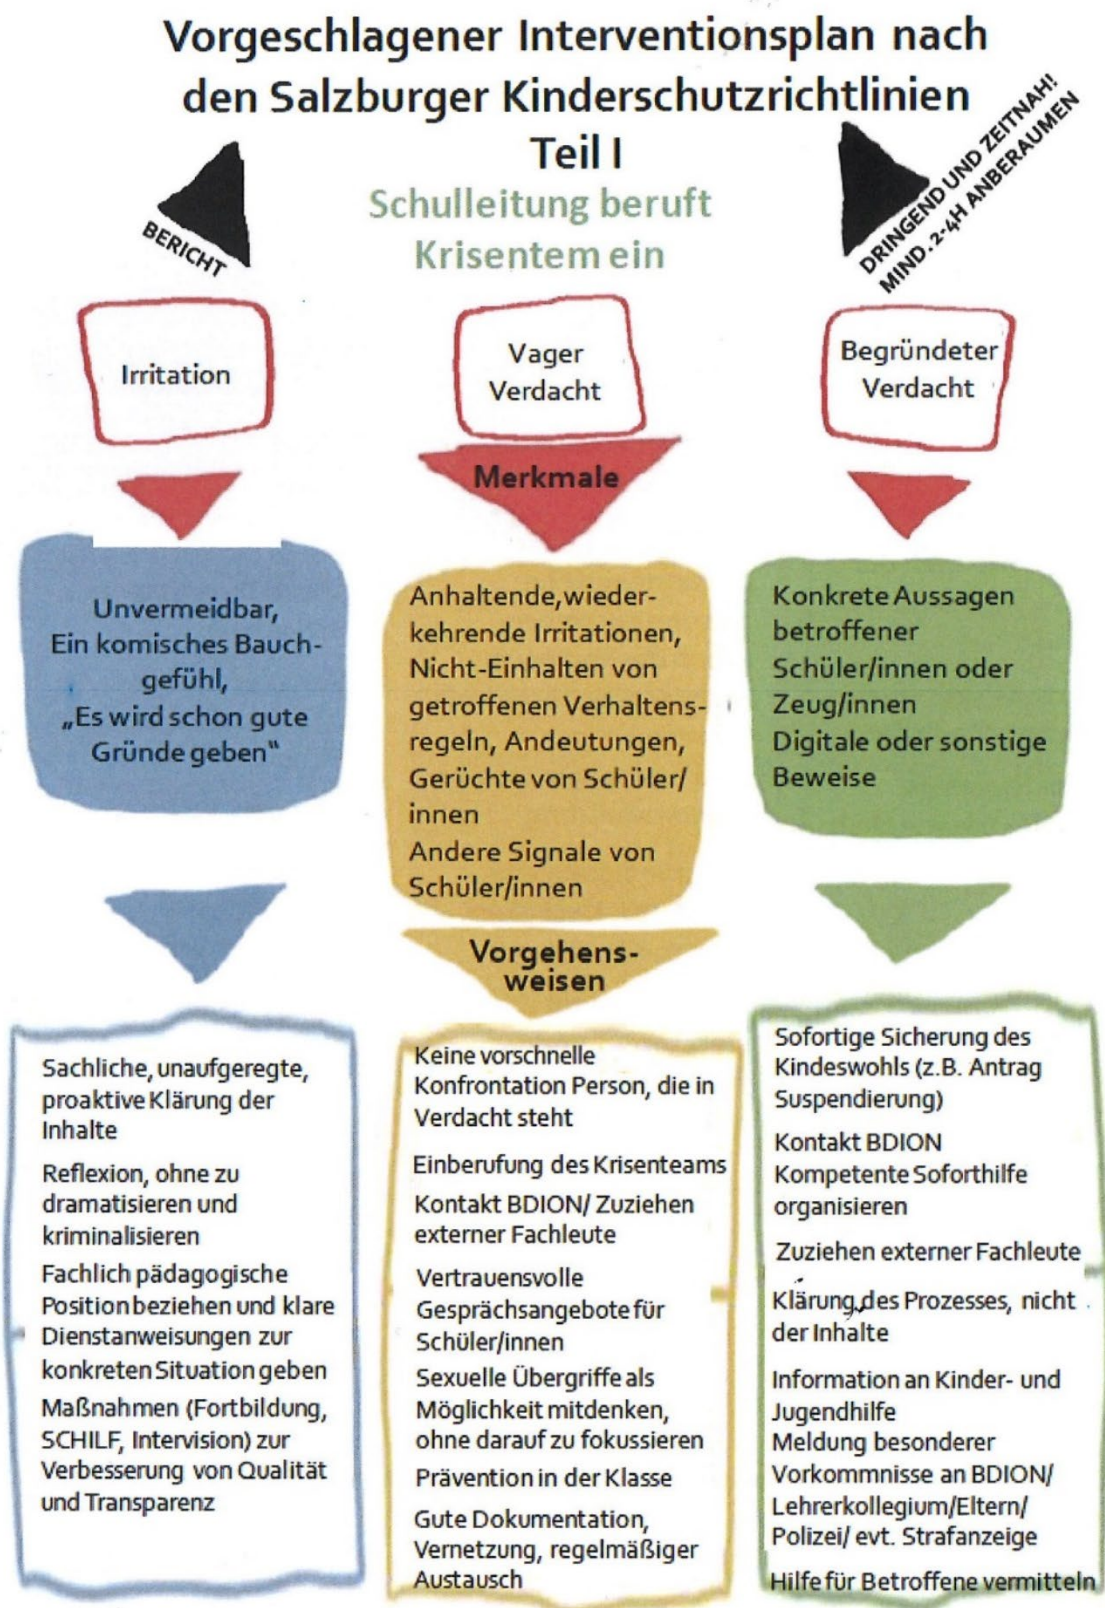 Vorgeschlagener Interventionsplan nach
den Salzburger Kinderschutzrichtlinien
Teil I
Schulleitung beruft
Krisentem ein
BERICHT
DRINGEND UND ZEITNAH!
MIND. 2-4H ANBERAUMEN
Irritation
Vager
Verdacht
Begründeter
Verdacht
Merkmale
Unvermeidbar,
Ein komisches Bauch-
gefühl,
„Es wird schon gute
Gründe geben“
Anhaltende,wieder-
kehrende Irritationen,
Nicht-Einhalten von
getroffenen Verhaltens-
regeln, Andeutungen,
Gerüchte von Schüler/
innen
Andere Signale von
Schüler/innen
Konkrete Aussagen
betroffener
Schüler/innen oder
Zeug/innen
Digitale oder sonstige
Beweise
Vorgehens-
weisen
Sachliche, unaufgeregte,
proaktive Klärung der
Inhalte
Reflexion, ohne zu
dramatisieren und
kriminalisieren
Fachlich pädagogische
Position beziehen und klare
Dienstanweisungen zur
konkreten Situation geben
Maßnahmen (Fortbildung,
SCHILF, Intervision) zur
Verbesserung von Qualität
und Transparenz
Keine vorschnelle
Konfrontation Person, die in
Verdacht steht
Einberufung des Krisenteams
Kontakt BDION/ Zuziehen
externer Fachleute
Vertrauensvolle
Gesprächsangebote für
Schüler/innen
Sexuelle Übergriffe als
Möglichkeit mitdenken,
ohne darauf zu fokussieren
Prävention in der Klasse
Gute Dokumentation,
Vernetzung, regelmäßiger
Austausch
Sofortige Sicherung des
Kindeswohls (z.B. Antrag
Suspendierung)
Kontakt BDION
Kompetente Soforthilfe
organisieren
Zuziehen externer Fachleute
Klärung des Prozesses, nicht
der Inhalte
Information an Kinder- und
Jugendhilfe
Meldung besonderer
Vorkommnisse an BDION/
Lehrerkollegium/Eltern/
Polizei/ evt. Strafanzeige
Hilfe für Betroffene vermitteln